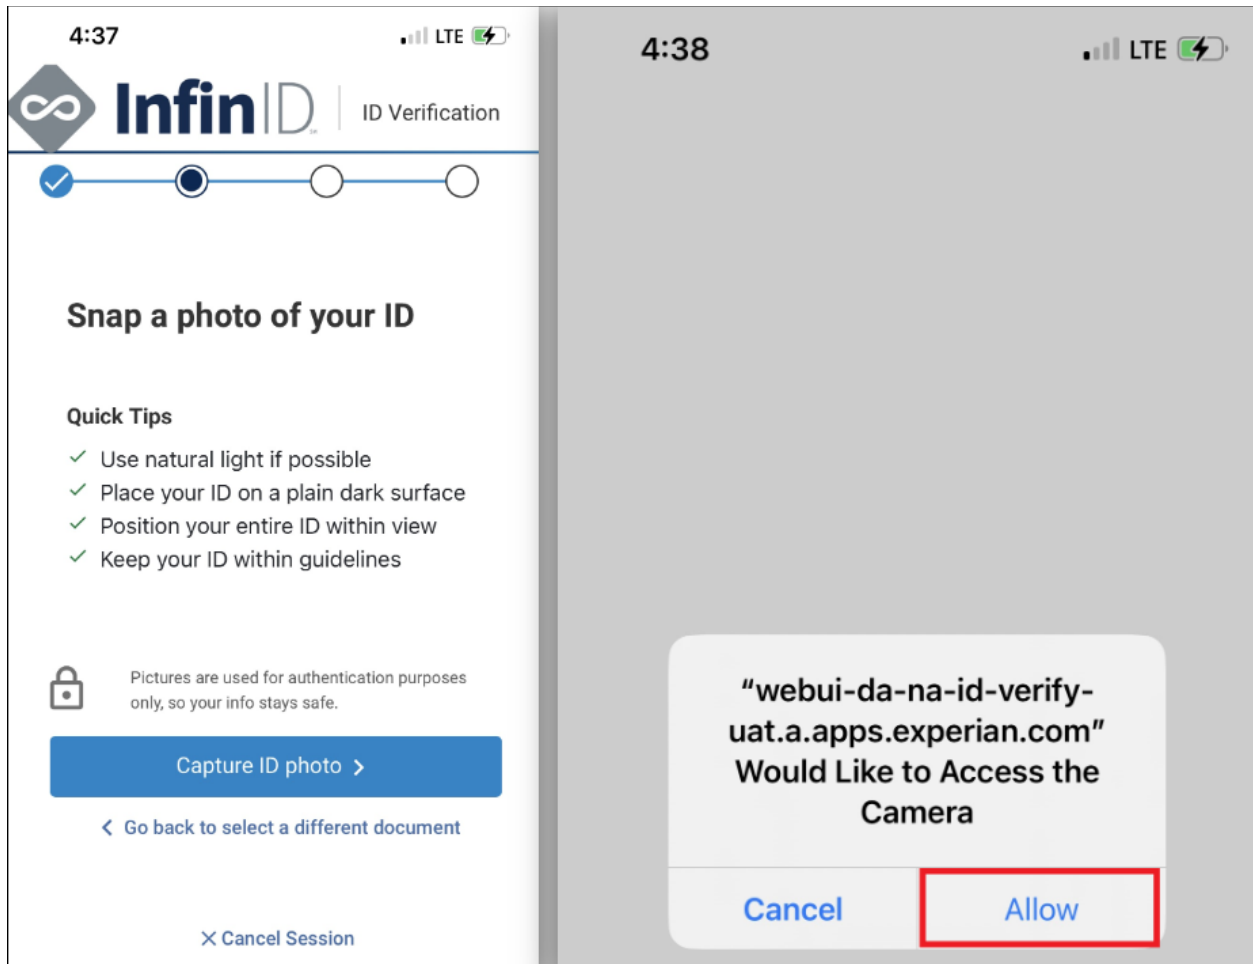 4:37
LTE
InfinID
ID Verification
Snap a photo of your ID
Quick Tips
Use natural light if possible
Place your ID on a plain dark surface
Position your entire ID within view
Keep your ID within guidelines
Pictures are used for authentication purposes
only, so your info stays safe.
Capture ID photo
Go back to select a different document
Cancel Session
4:38
LTE
“webui-da-na-id-verify-
uat.a.apps.experian.com”
Would Like to Access the
Camera
Cancel
Allow